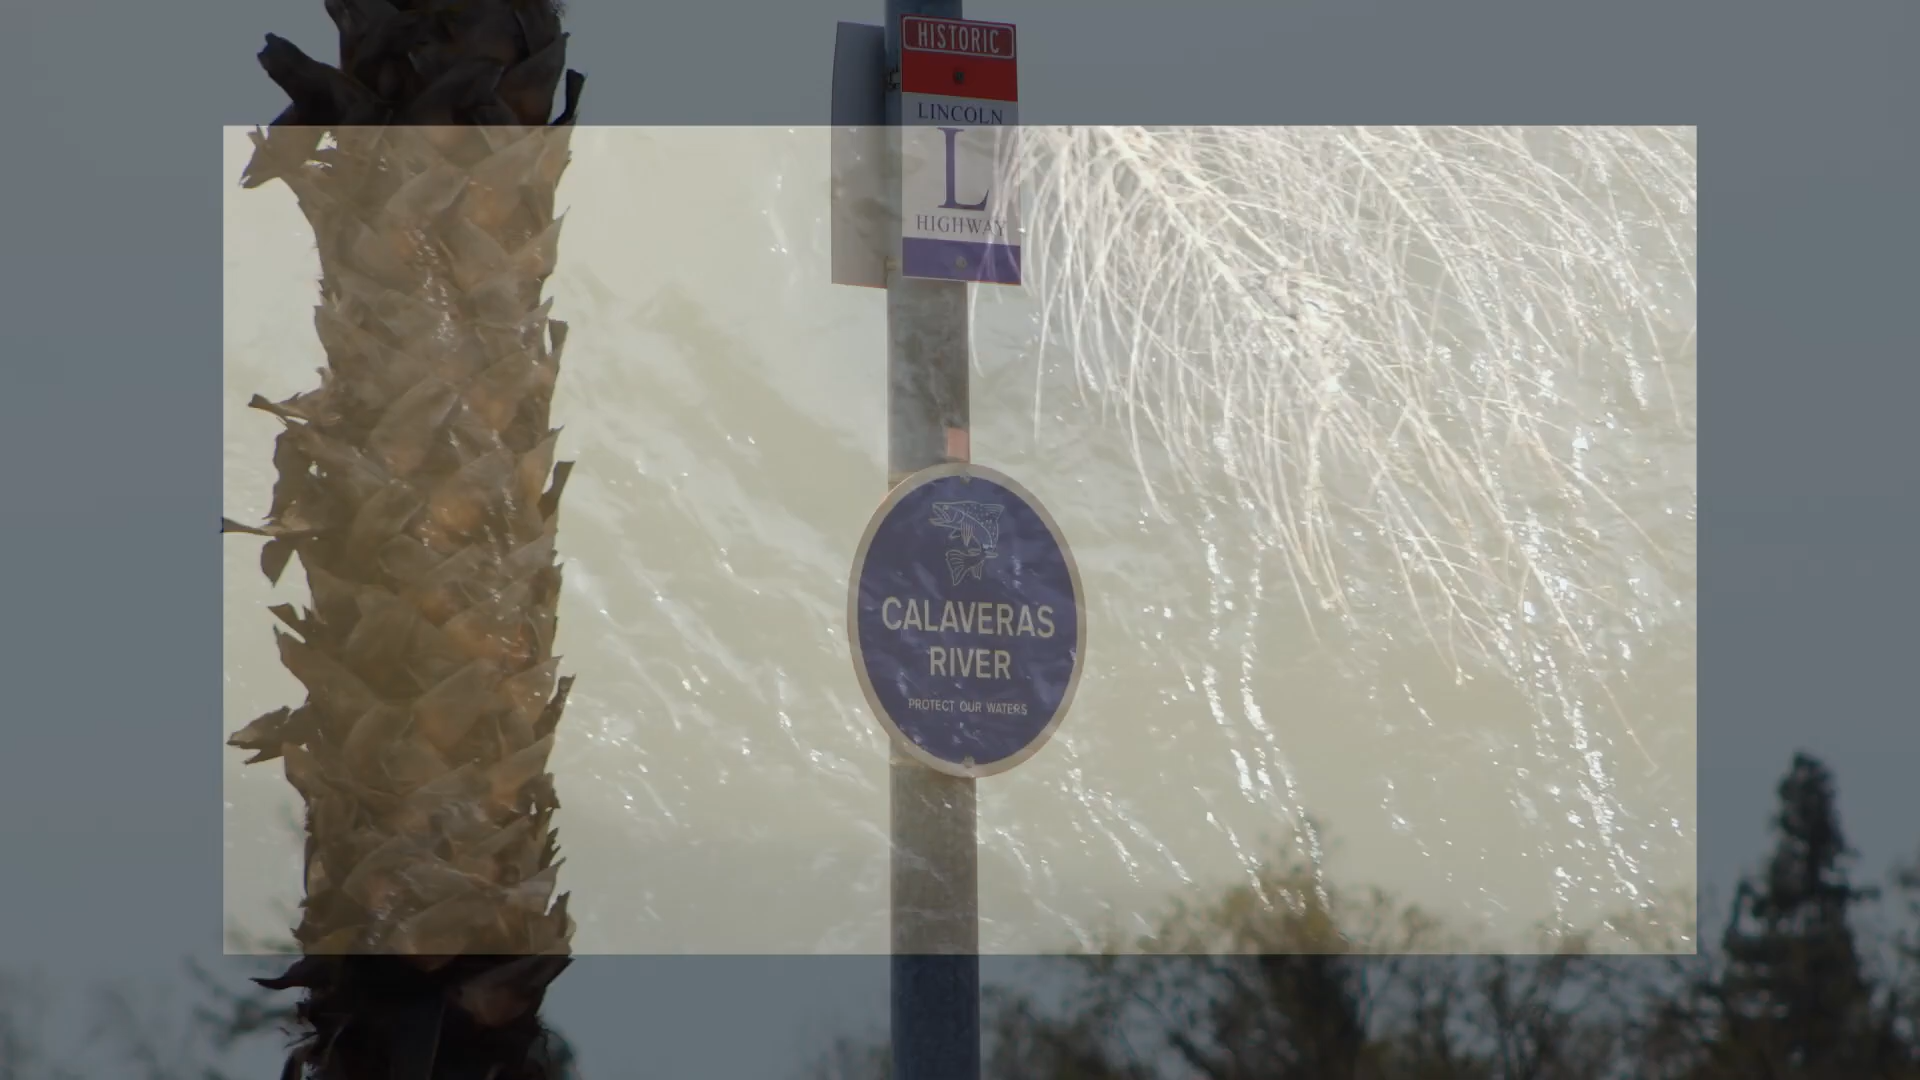 HISTORIC
LINCOLN
L
HIGHWAY
CALAVERAS
RIVER
PROTECT OUR WATERS